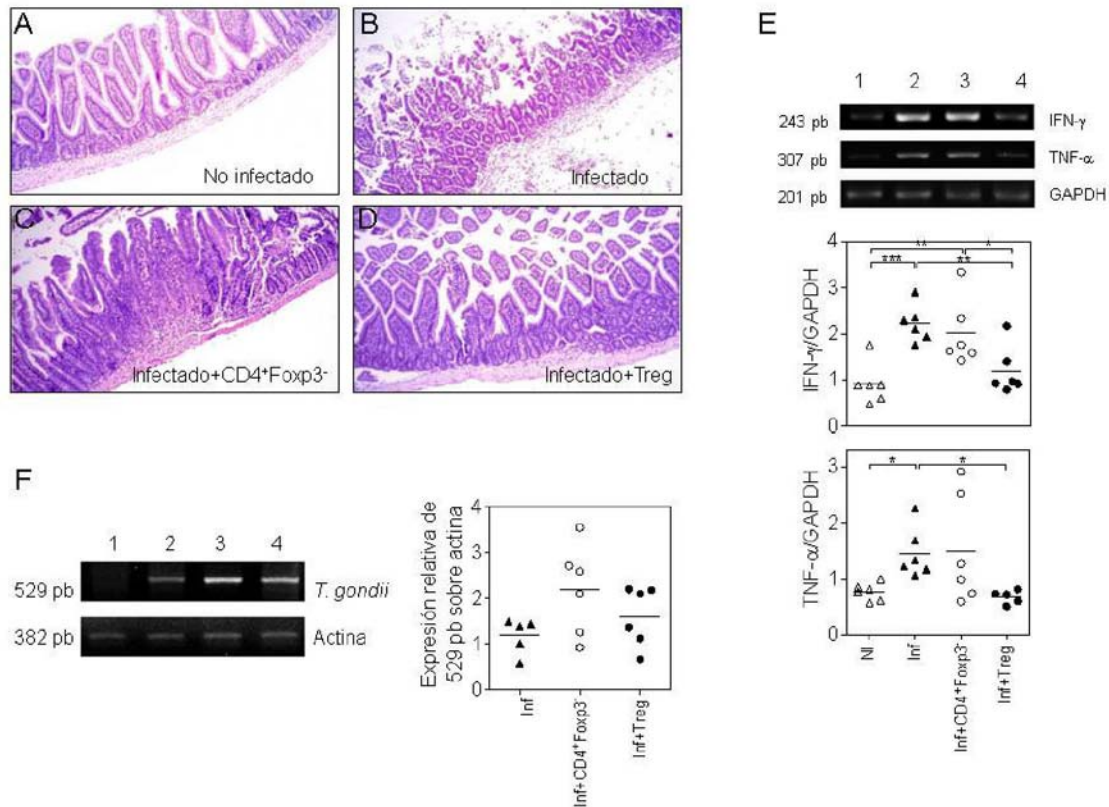 A
No infectado
B
Infectado
C
Infectado+CD4⁺Foxp3⁻
D
Infectado+Treg
E
1 2 3 4
243 pb IFN-γ
307 pb TNF-α
201 pb GAPDH
IFN-γ/GAPDH
4
3
2
1
0
** *
*** **
TNF-α/GAPDH
3
2
1
0
* *
NI
Inf
Inf+CD4⁺Foxp3⁻
Inf+Treg
F
1 2 3 4
529 pb T. gondii
382 pb Actina
Expresión relativa de
529 pb sobre actina
4
3
2
1
0
Inf
Inf+CD4⁺Foxp3⁻
Inf+Treg